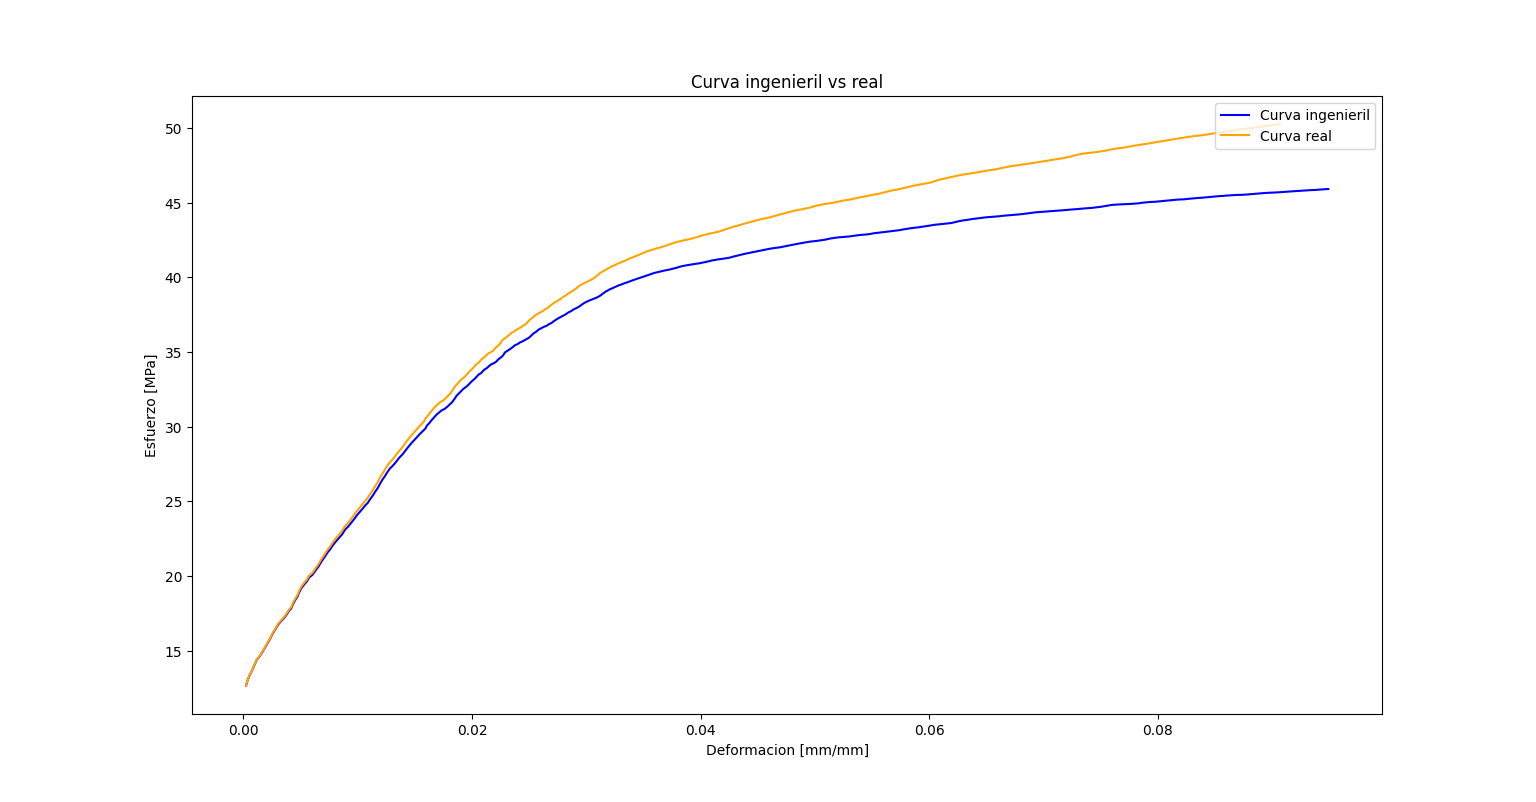 Curva ingenieril vs real
Curva ingenieril
Curva real
50
45
40
35
30
25
20
15
Esfuerzo [MPa]
0.00 0.02 0.04 0.06 0.08
Deformacion [mm/mm]